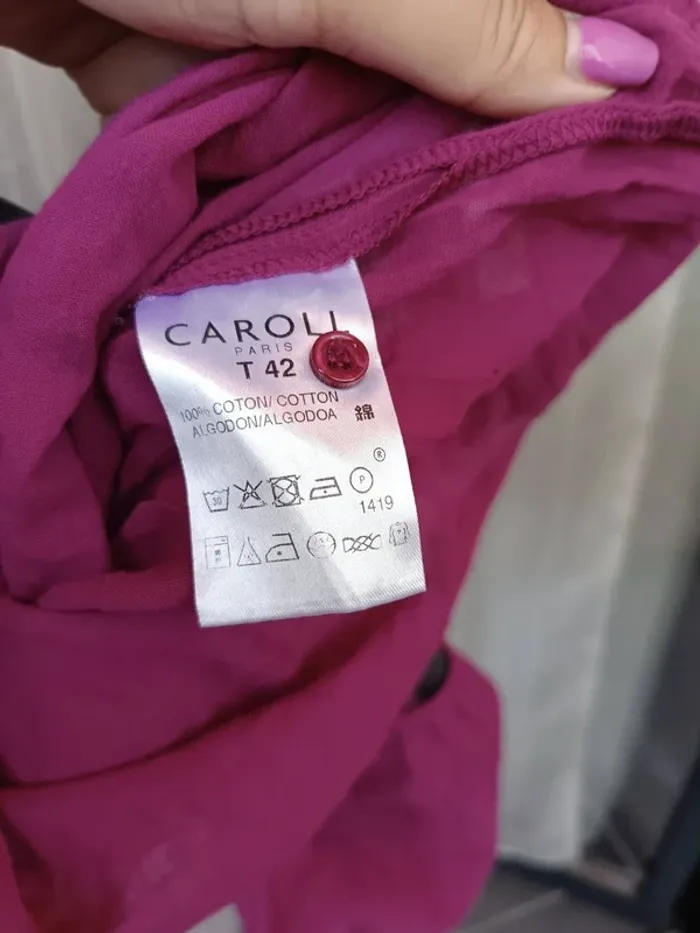 CAROLL
PARIS
T 42
100% COTON/ COTTON
ALGODON/ALGODOA 綿
®
30 P
1419